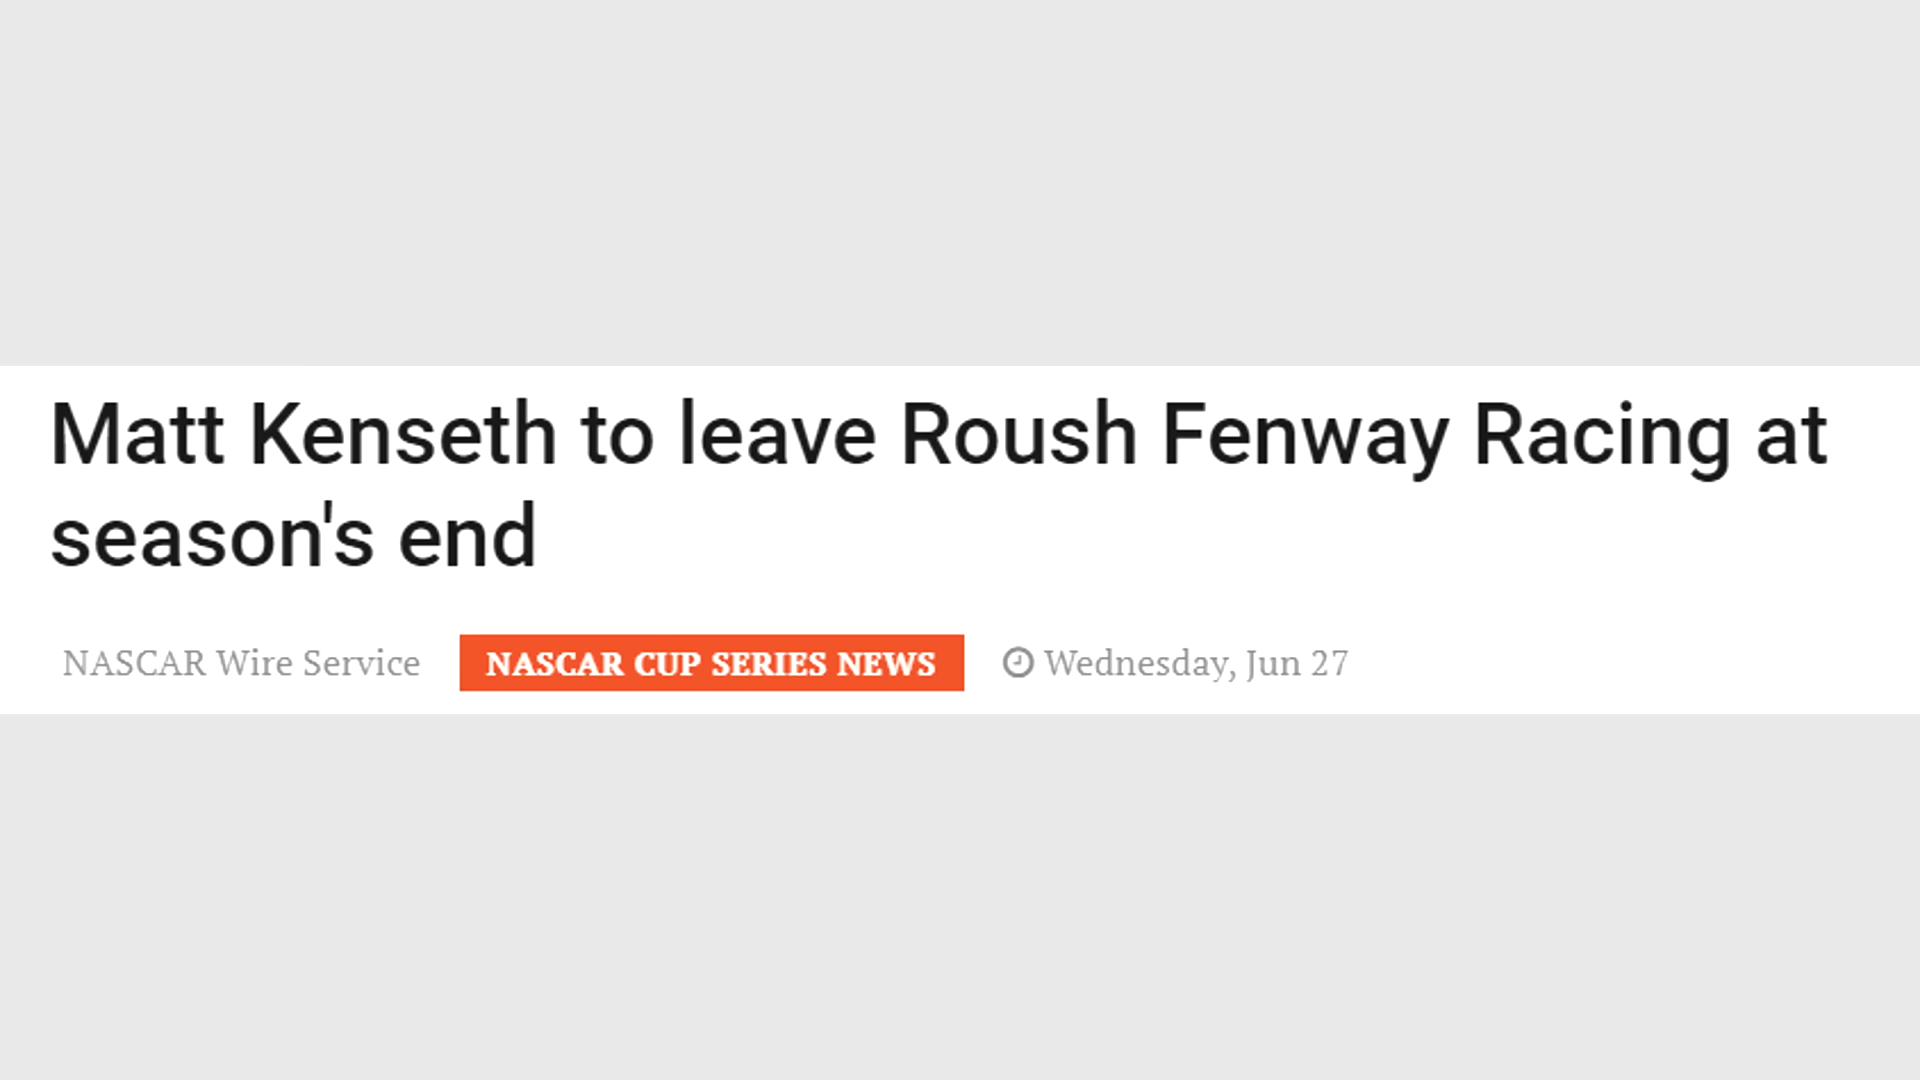 Matt Kenseth to leave Roush Fenway Racing at
season's end
NASCAR Wire Service NASCAR CUP SERIES NEWS Wednesday, Jun 27